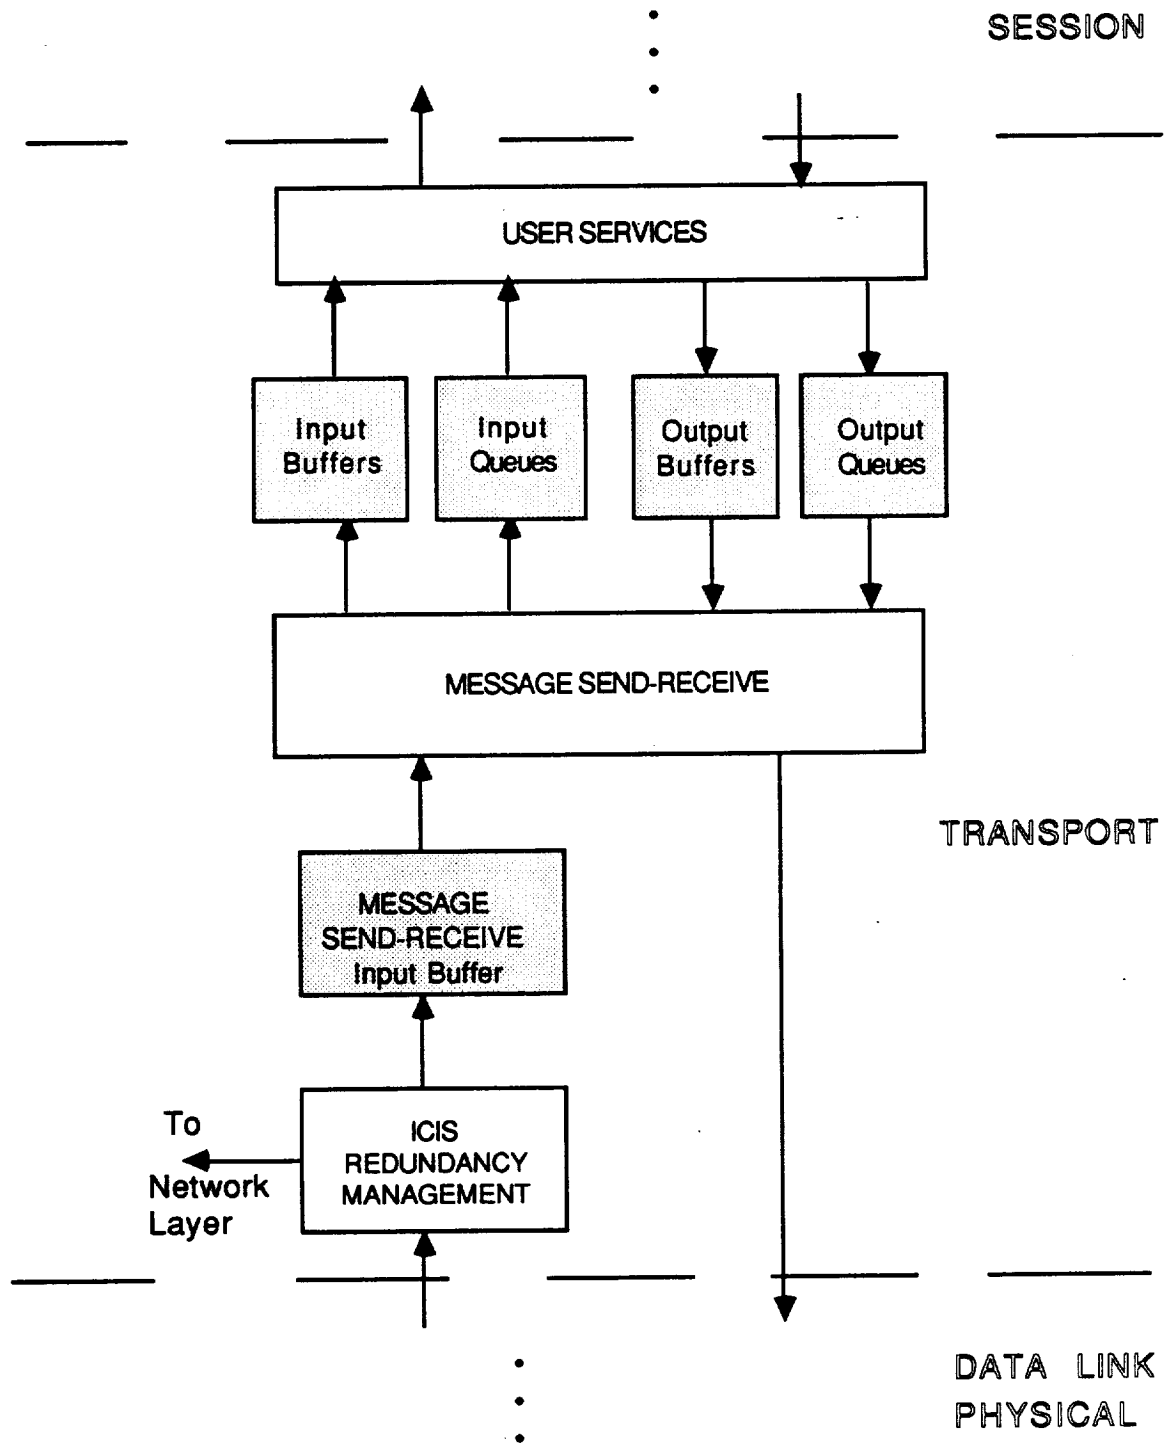 SESSION
USER SERVICES
Input
Buffers
Input
Queues
Output
Buffers
Output
Queues
MESSAGE SEND-RECEIVE
TRANSPORT
MESSAGE
SEND-RECEIVE
Input Buffer
To
Network
Layer
ICIS
REDUNDANCY
MANAGEMENT
DATA LINK
PHYSICAL